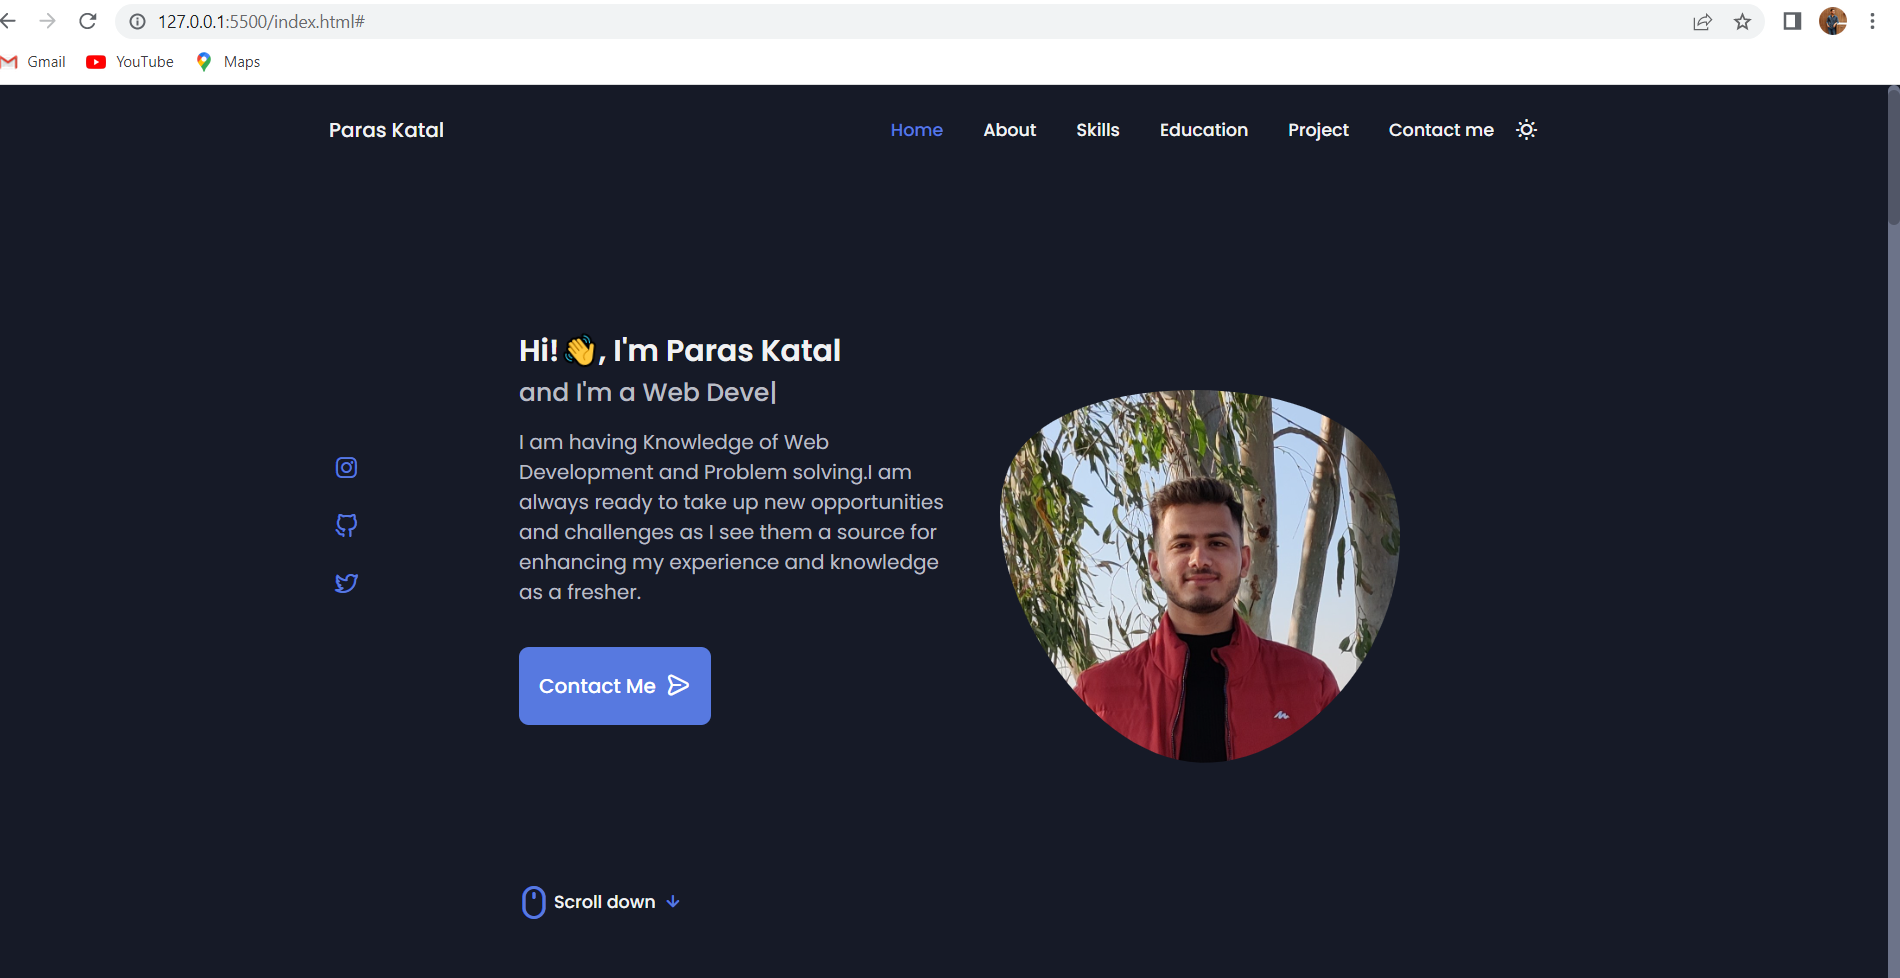 127.0.0.1:5500/index.html#
Gmail YouTube Maps
Paras Katal Home About Skills Education Project Contact me
Hi! 👋, I'm Paras Katal
and I'm a Web Deve|
I am having Knowledge of Web
Development and Problem solving.I am
always ready to take up new opportunities
and challenges as I see them a source for
enhancing my experience and knowledge
as a fresher.
Contact Me
Scroll down